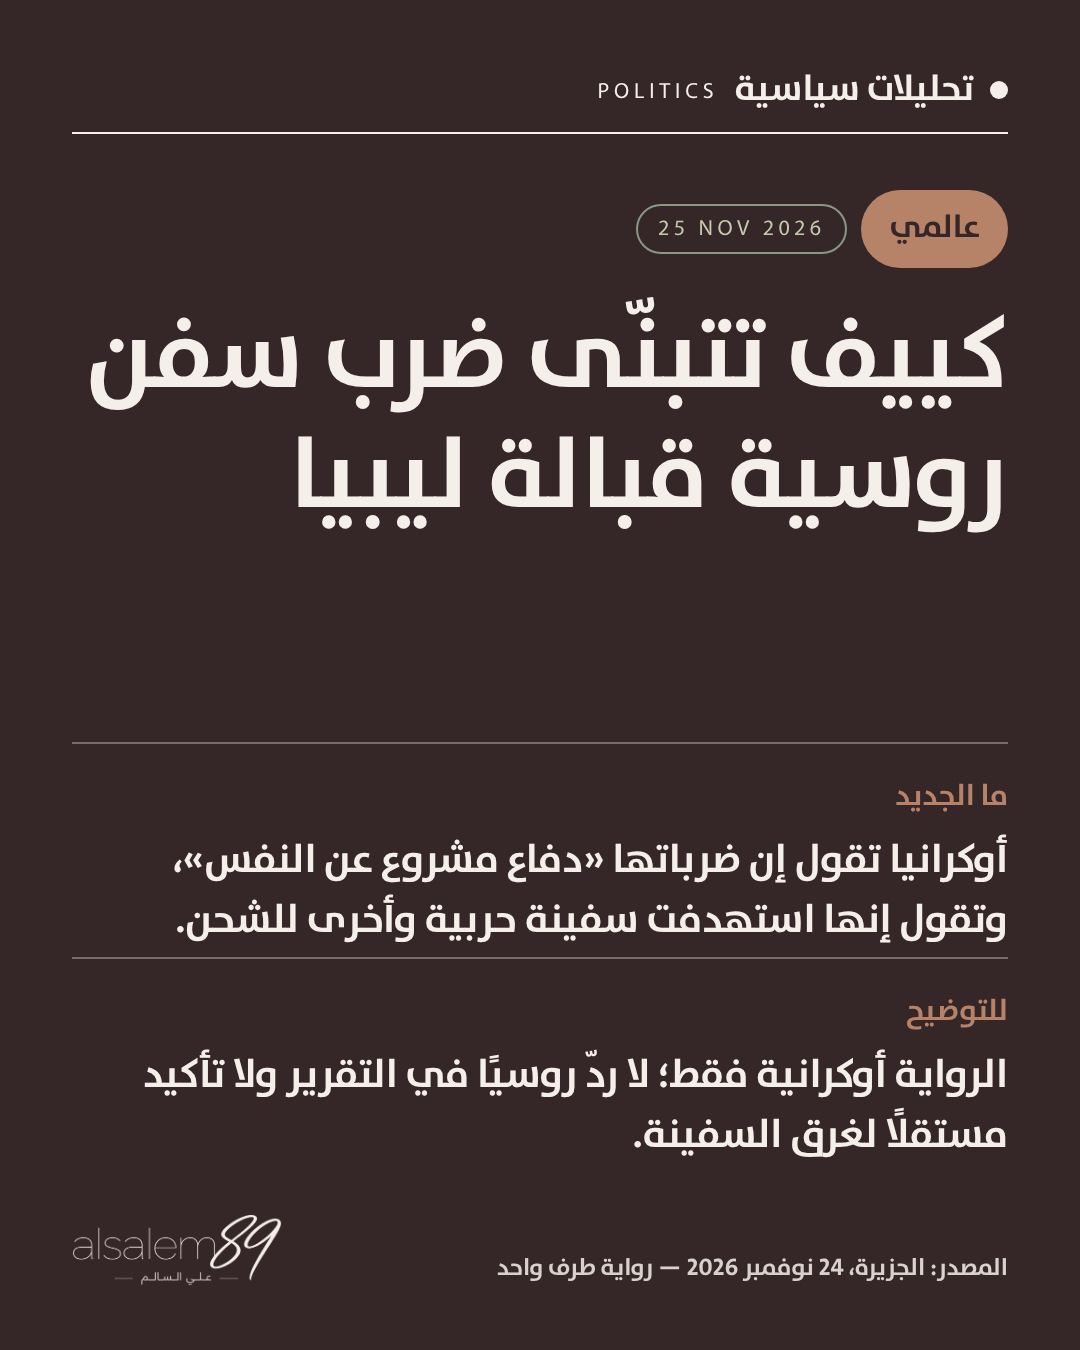 تحليلات سياسية POLITICS
عالمي 25 NOV 2026
كييف تتبنّى ضرب سفن
روسية قبالة ليبيا
ما الجديد
أوكرانيا تقول إن ضرباتها «دفاع مشروع عن النفس»،
وتقول إنها استهدفت سفينة حربية وأخرى للشحن.
للتوضيح
الرواية أوكرانية فقط؛ لا ردّ روسيًا في التقرير ولا تأكيد
مستقلًا لغرق السفينة.
المصدر: الجزيرة، 24 نوفمبر 2026 — رواية طرف واحد
alsalem89
علي السالم